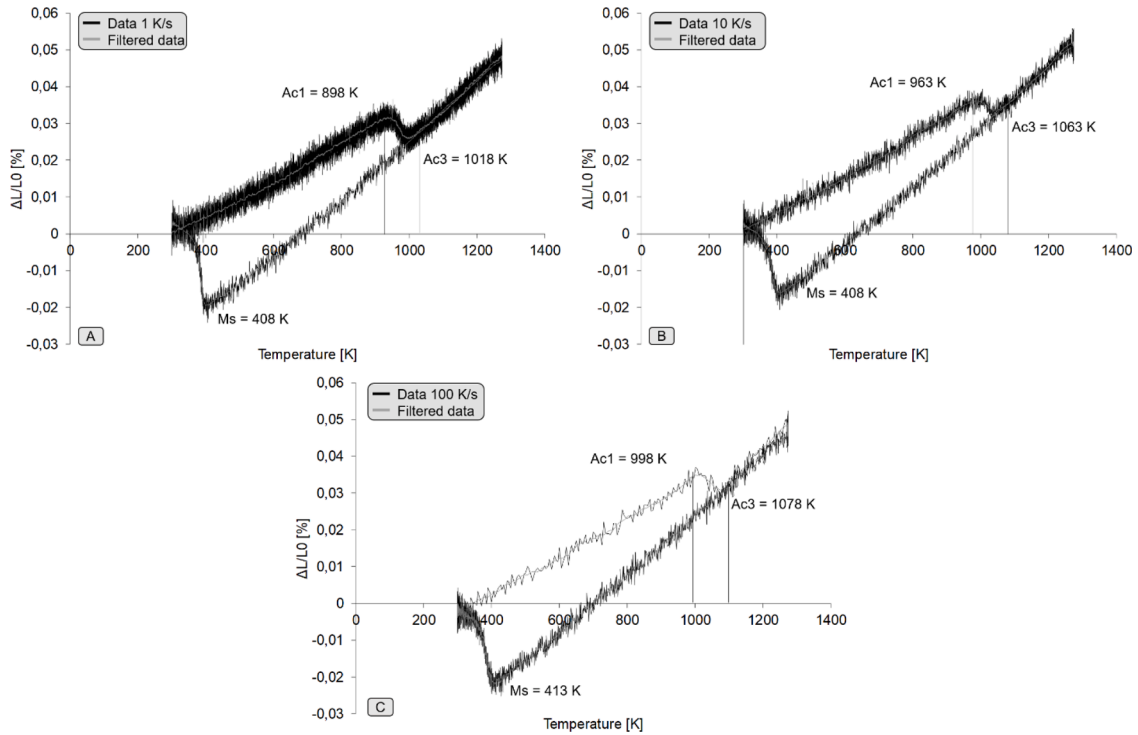 Data 1 K/s
Filtered data
0,06
0,05
0,04
0,03
0,02
0,01
0
-0,01
-0,02
-0,03
ΔL/L0 [%]
Ac1 = 898 K
Ac3 = 1018 K
Ms = 408 K
0 200 400 600 800 1000 1200 1400
Temperature [K]
A
Data 10 K/s
Filtered data
0,06
0,05
0,04
0,03
0,02
0,01
0
-0,01
-0,02
-0,03
ΔL/L0 [%]
Ac1 = 963 K
Ac3 = 1063 K
Ms = 408 K
0 200 400 600 800 1000 1200 1400
Temperature [K]
B
Data 100 K/s
Filtered data
0,06
0,05
0,04
0,03
0,02
0,01
0
-0,01
-0,02
-0,03
ΔL/L0 [%]
Ac1 = 998 K
Ac3 = 1078 K
Ms = 413 K
0 200 400 600 800 1000 1200 1400
Temperature [K]
C